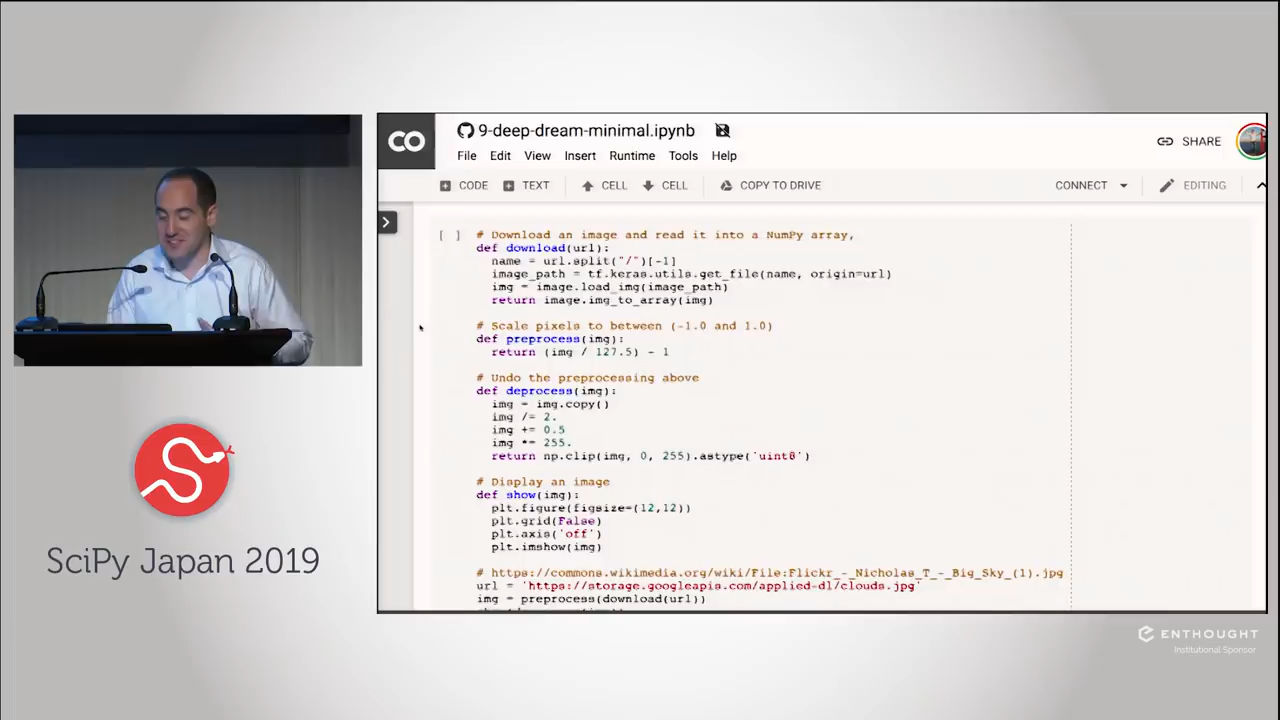 CO
9-deep-dream-minimal.ipynb
SHARE
File Edit View Insert Runtime Tools Help
CODE TEXT CELL CELL COPY TO DRIVE CONNECT EDITING
[ ] # Download an image and read it into a NumPy array,
def download(url):
name = url.split("/")[-1]
image_path = tf.keras.utils.get_file(name, origin=url)
img = image.load_img(image_path)
return image.img_to_array(img)
# Scale pixels to between (-1.0 and 1.0)
def preprocess(img):
return (img / 127.5) - 1
# Undo the preprocessing above
def deprocess(img):
img = img.copy()
img /= 2.
img += 0.5
img *= 255.
return np.clip(img, 0, 255).astype('uint8')
# Display an image
def show(img):
plt.figure(figsize=(12,12))
plt.grid(False)
plt.axis('off')
plt.imshow(img)
# https://commons.wikimedia.org/wiki/File:Flickr_-_Nicholas_T_-_Big_Sky_(1).jpg
url = 'https://storage.googleapis.com/applied-dl/clouds.jpg'
img = preprocess(download(url))
SciPy Japan 2019
ENTHOUGHT
Institutional Sponsor